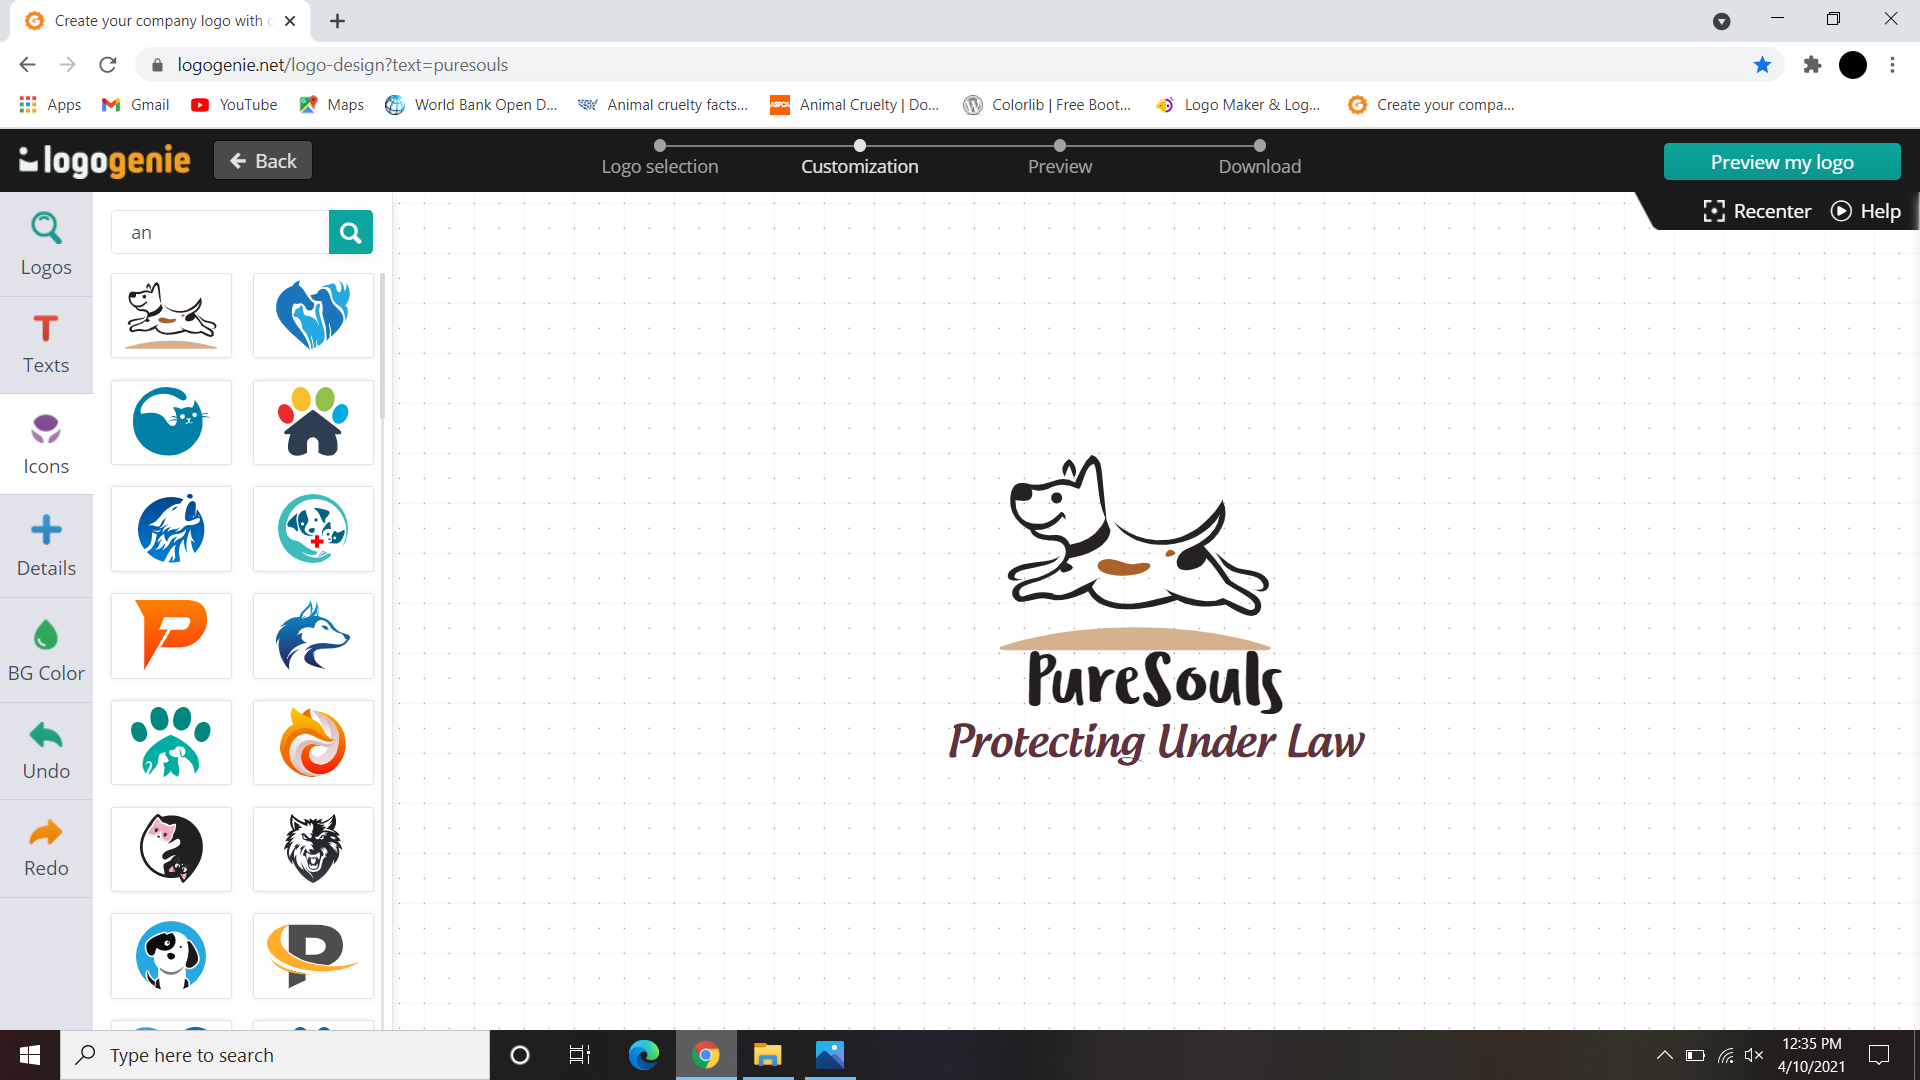 Create your company logo with c
logogenie.net/logo-design?text=puresouls
Apps
Gmail
YouTube
Maps
World Bank Open D...
Animal cruelty facts...
ASPCA
Animal Cruelty | Do...
Colorlib | Free Boot...
Logo Maker & Log...
Create your compa...
logogenie
Back
Logo selection
Customization
Preview
Download
Preview my logo
Recenter
Help
Logos
Texts
Icons
Details
BG Color
Undo
Redo
an
PureSouls
Protecting Under Law
Type here to search
12:35 PM
4/10/2021